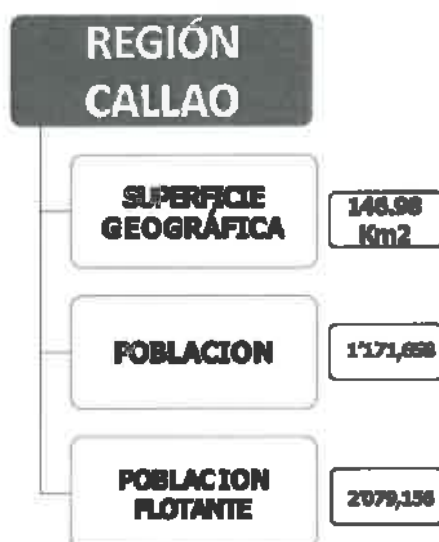 REGIÓN
CALLAO
SUPERFICIE
GEOGRÁFICA
146.98
Km2
POBLACION
1'171,658
POBLACION
FLOTANTE
2'079,156